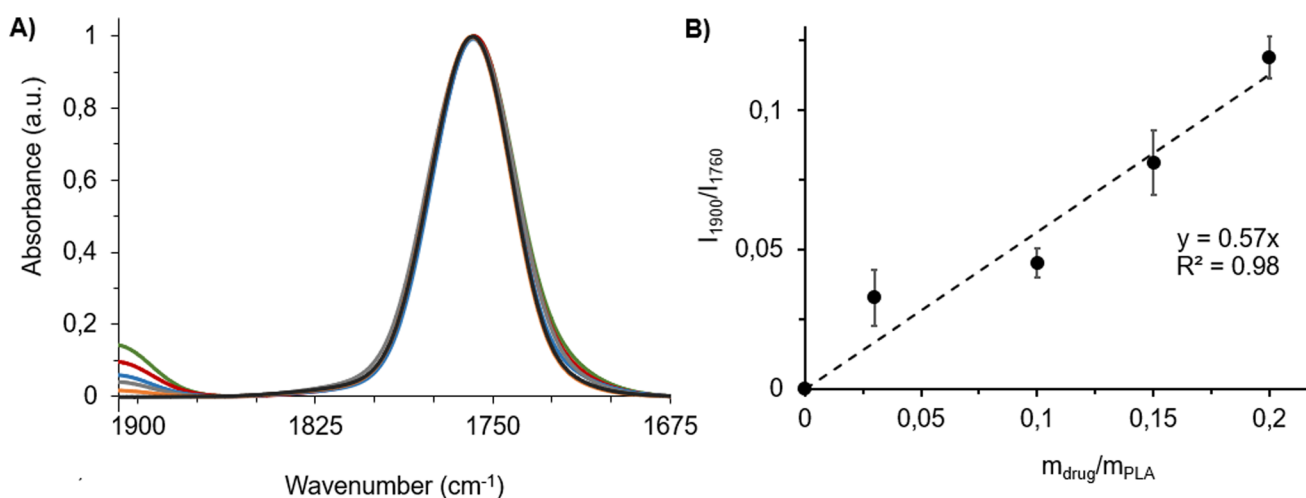 A)
Absorbance (a.u.)
1
0,8
0,6
0,4
0,2
0
1900 1825 1750 1675
Wavenumber (cm-1)
B)
I1900/I1760
0,1
0,05
0
y = 0.57x
R² = 0.98
0 0,05 0,1 0,15 0,2
mdrug/mPLA